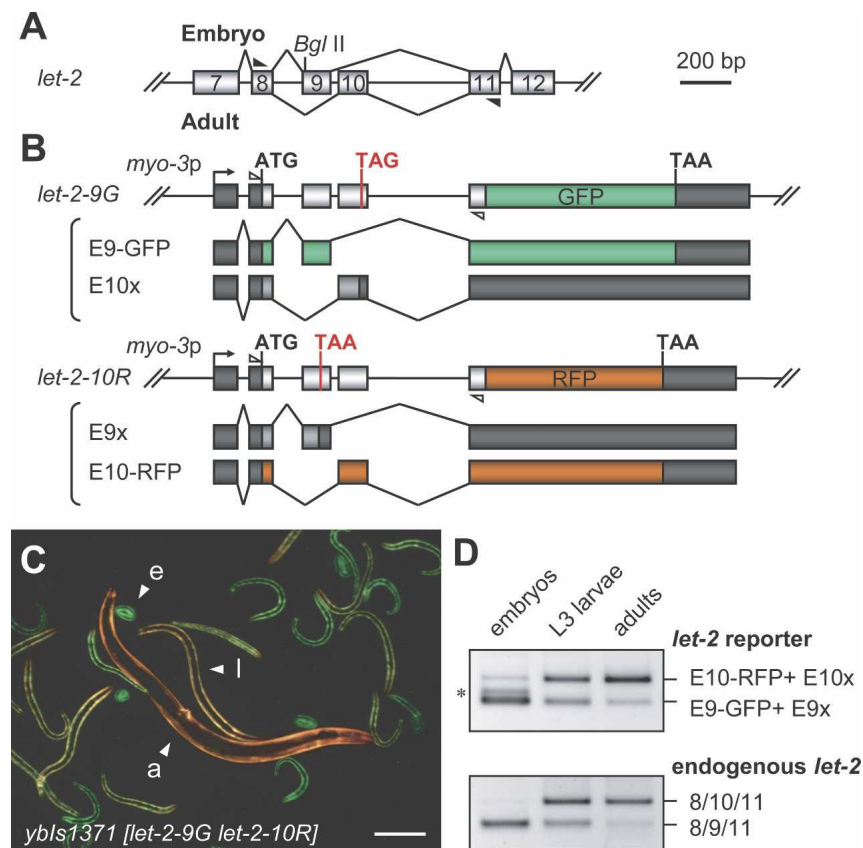 A
Embryo
Bgl II
let-2
7
8
9
10
11
12
200 bp
Adult
B
myo-3p
ATG
TAG
TAA
let-2-9G
GFP
E9-GFP
E10x
myo-3p
ATG
TAA
TAA
let-2-10R
RFP
E9x
E10-RFP
C
e
l
a
ybIs1371 [let-2-9G let-2-10R]
D
embryos
L3 larvae
adults
let-2 reporter
E10-RFP+ E10x
*
E9-GFP+ E9x
endogenous let-2
8/10/11
8/9/11